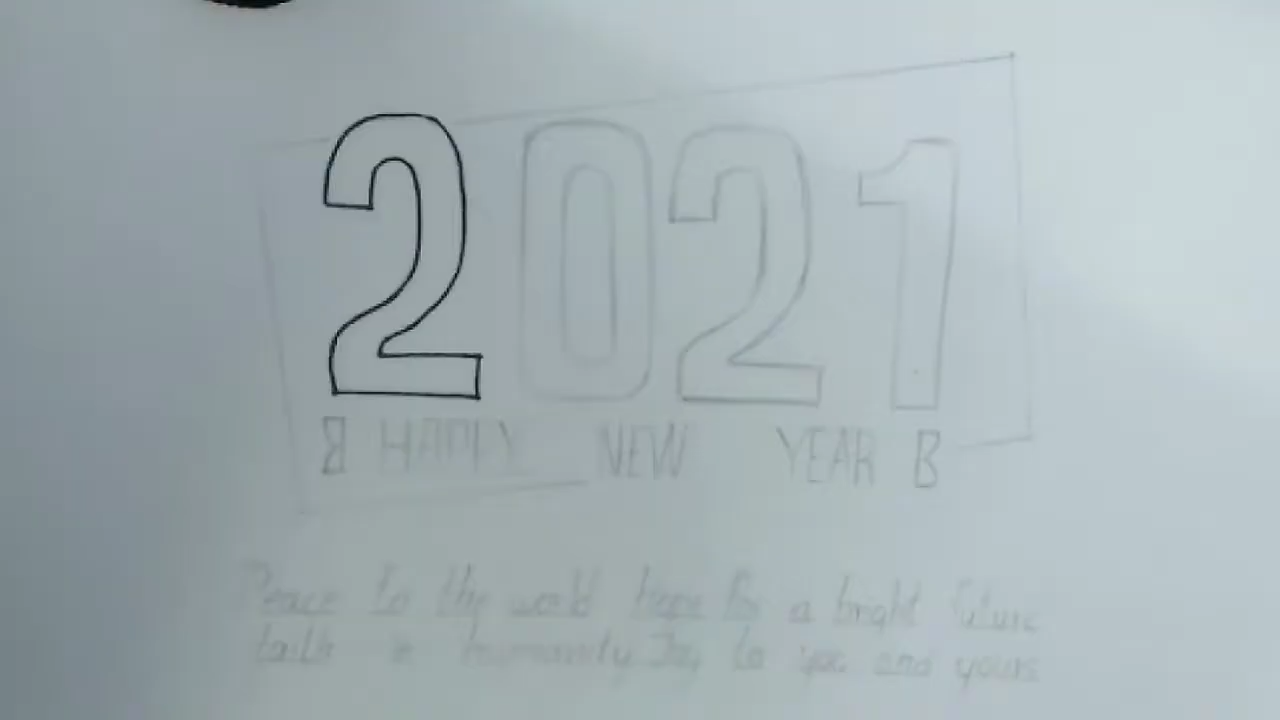 2021
B HAPPY NEW YEAR B
Peace to the world hope for a bright future
faith in humanity Joy to you and yours